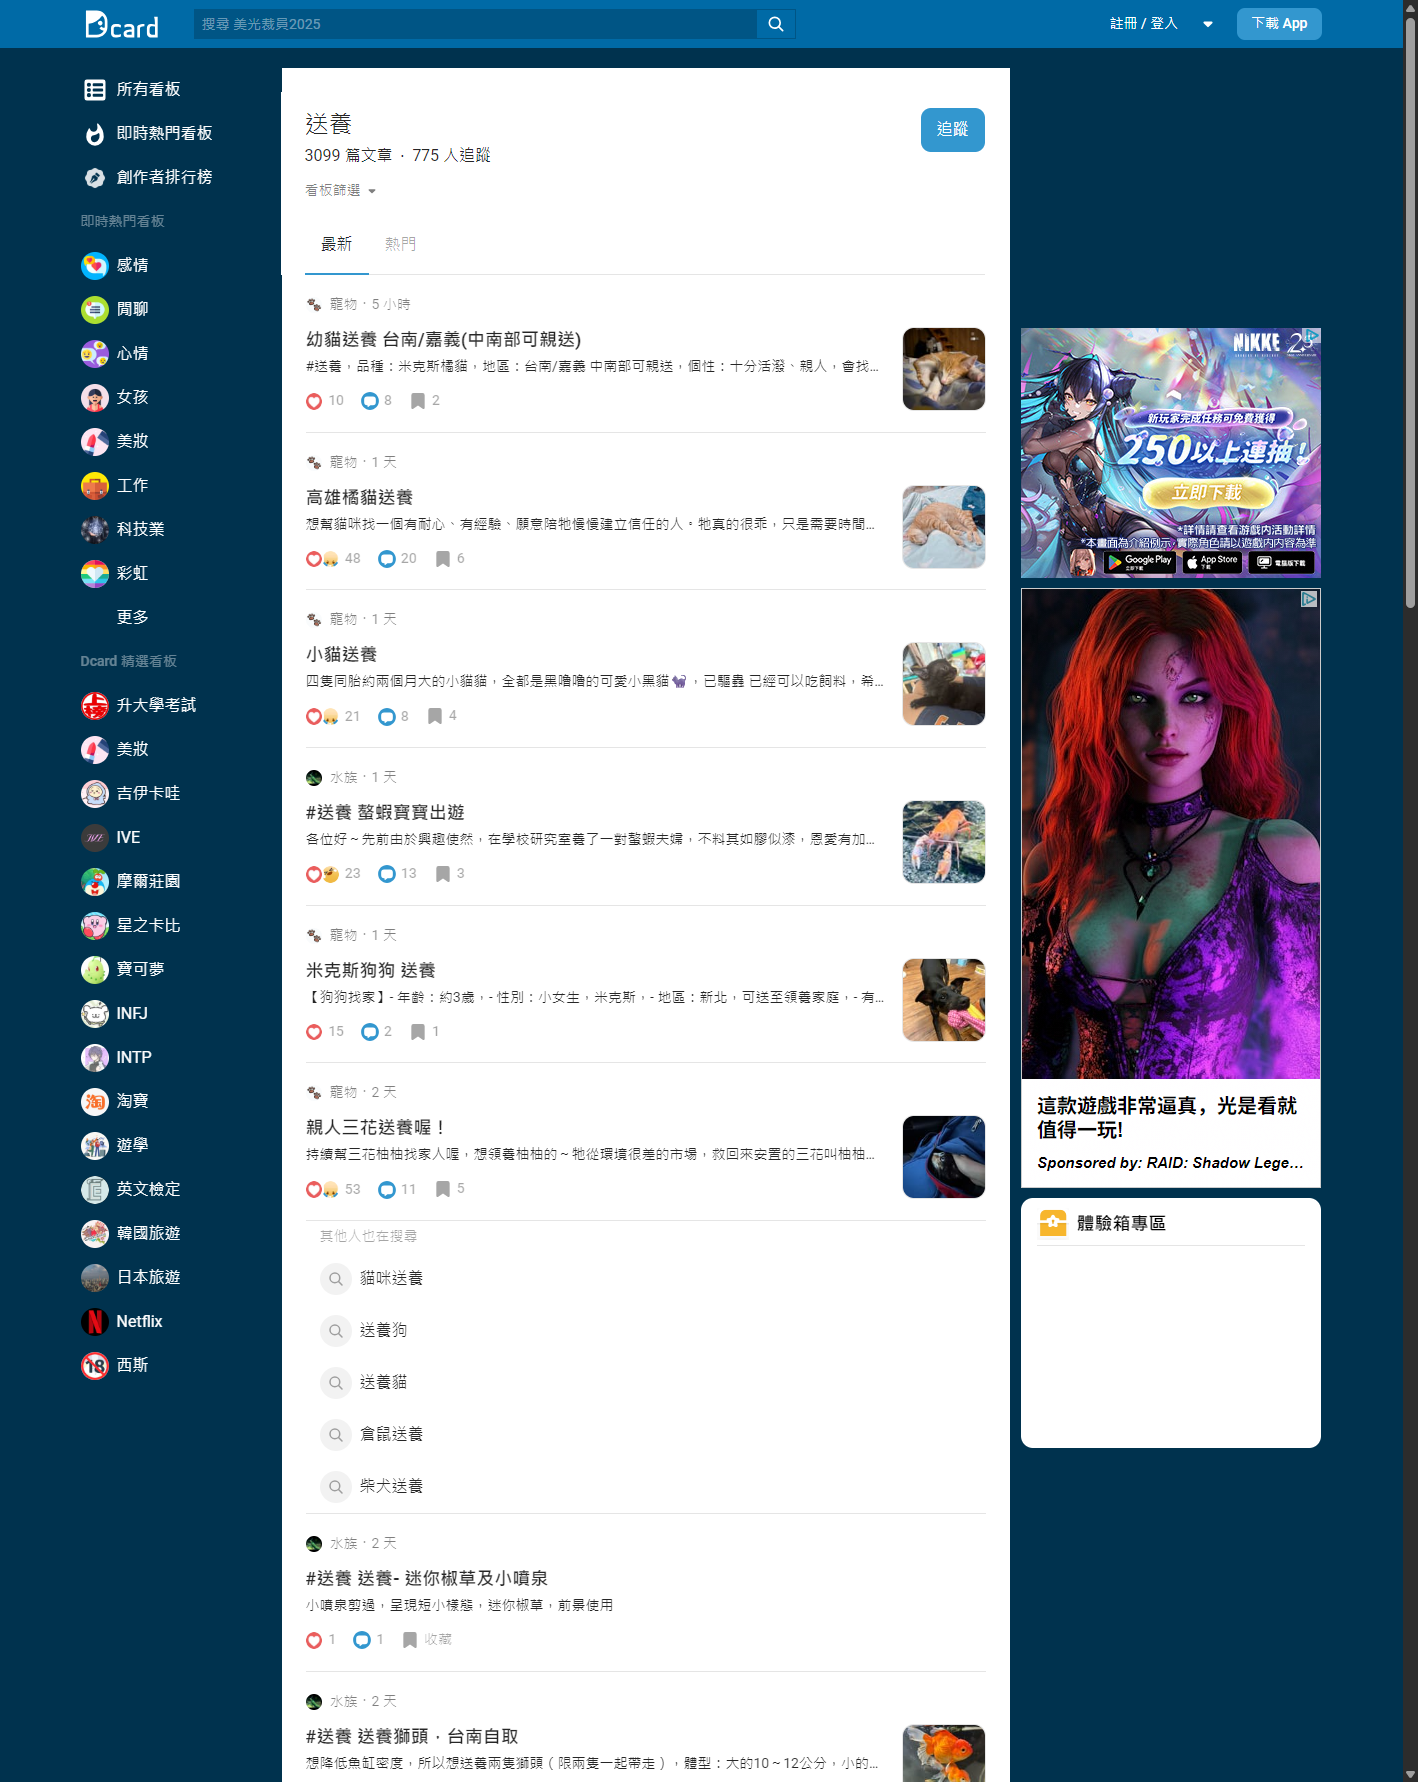 Dcard
搜尋 美光裁員2025
註冊 / 登入
下載 App
所有看板
即時熱門看板
創作者排行榜
即時熱門看板
感情
閒聊
心情
女孩
美妝
工作
科技業
彩虹
更多
Dcard 精選看板
升大學考試
美妝
吉伊卡哇
IVE
摩爾莊園
星之卡比
寶可夢
INFJ
INTP
淘寶
遊學
英文檢定
韓國旅遊
日本旅遊
Netflix
西斯
送養
3099 篇文章 · 775 人追蹤
追蹤
看板篩選
最新
熱門
寵物 · 5 小時
幼貓送養 台南/嘉義(中南部可親送)
#送養，品種：米克斯橘貓，地區：台南/嘉義 中南部可親送，個性：十分活潑、親人，會找...
10 8 2
寵物 · 1 天
高雄橘貓送養
想幫貓咪找一個有耐心、有經驗、願意陪牠慢慢建立信任的人。牠真的很乖，只是需要時間...
48 20 6
寵物 · 1 天
小貓送養
四隻同胎約兩個月大的小貓貓，全都是黑嚕嚕的可愛小黑貓🐈‍⬛，已驅蟲 已經可以吃飼料，希...
21 8 4
水族 · 1 天
#送養 螯蝦寶寶出遊
各位好～先前由於興趣使然，在學校研究室養了一對螯蝦夫婦，不料其如膠似漆，恩愛有加...
23 13 3
寵物 · 1 天
米克斯狗狗 送養
【狗狗找家】- 年齡：約3歲，- 性別：小女生，米克斯，- 地區：新北，可送至領養家庭，- 有...
15 2 1
寵物 · 2 天
親人三花送養喔！
持續幫三花柚柚找家人喔，想領養柚柚的～牠從環境很差的市場，救回來安置的三花叫柚柚...
53 11 5
其他人也在搜尋
貓咪送養
送養狗
送養貓
倉鼠送養
柴犬送養
水族 · 2 天
#送養 送養- 迷你椒草及小噴泉
小噴泉剪過，呈現短小樣態，迷你椒草，前景使用
1 1 收藏
水族 · 2 天
#送養 送養獅頭．台南自取
想降低魚缸密度，所以想送養兩隻獅頭（限兩隻一起帶走），體型：大的10～12公分，小的...
NIKKE 2.5
新玩家完成任務可免費獲得
250以上連抽！
立即下載
*詳情請查看遊戲內活動詳情
*本畫面為介紹例示，實際角色請以遊戲內內容為準
Google Play 立即下載
App Store 下載
電腦版下載
這款遊戲非常逼真，光是看就
值得一玩!
Sponsored by: RAID: Shadow Lege...
體驗箱專區